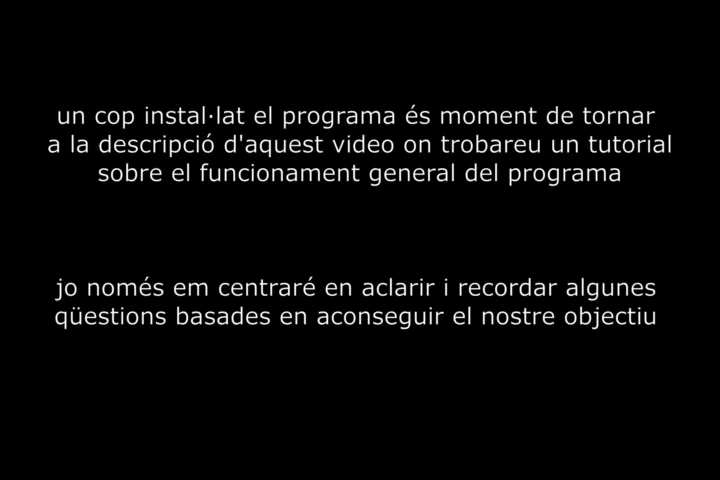 un cop instal·lat el programa és moment de tornar
a la descripció d'aquest video on trobareu un tutorial
sobre el funcionament general del programa
jo només em centraré en aclarir i recordar algunes
qüestions basades en aconseguir el nostre objectiu